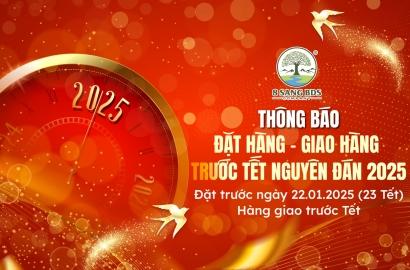 2025
8 SANG BDS
THÔNG BÁO
ĐẶT HÀNG - GIAO HÀNG
TRƯỚC TẾT NGUYÊN ĐÁN 2025
Đặt trước ngày 22.01.2025 (23 Tết)
Hàng giao trước Tết